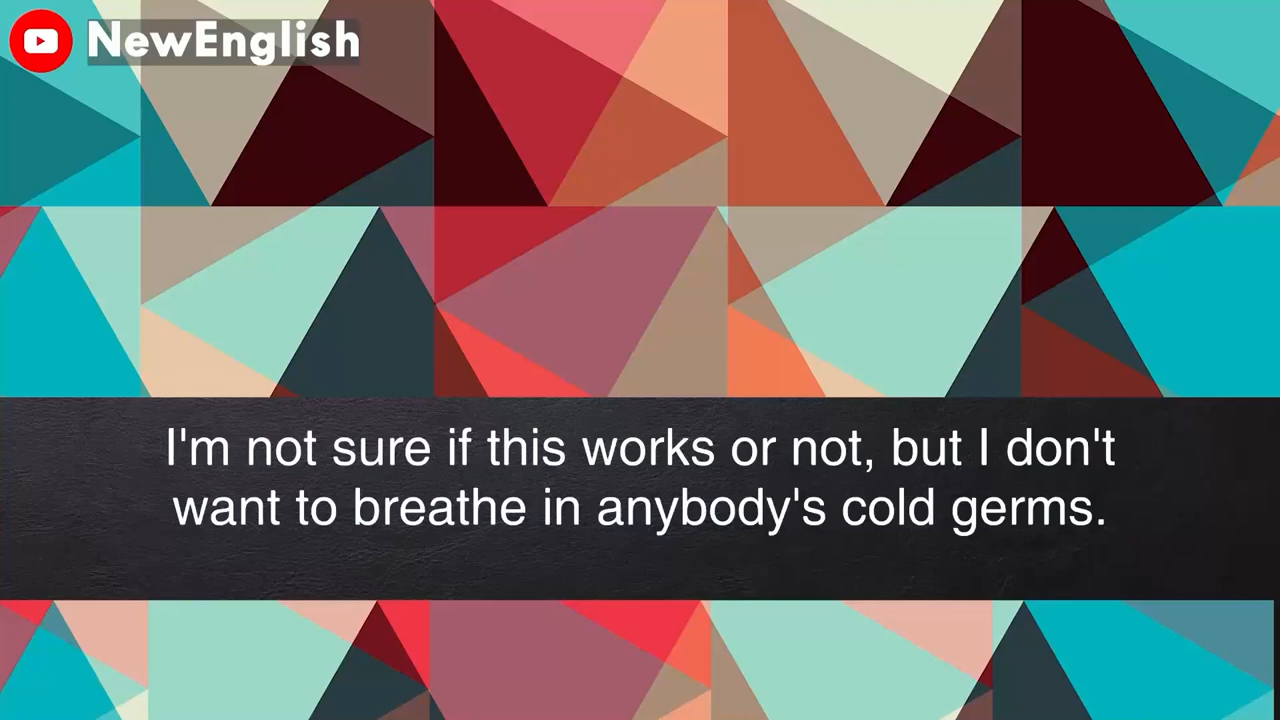 NewEnglish
I'm not sure if this works or not, but I don't
want to breathe in anybody's cold germs.